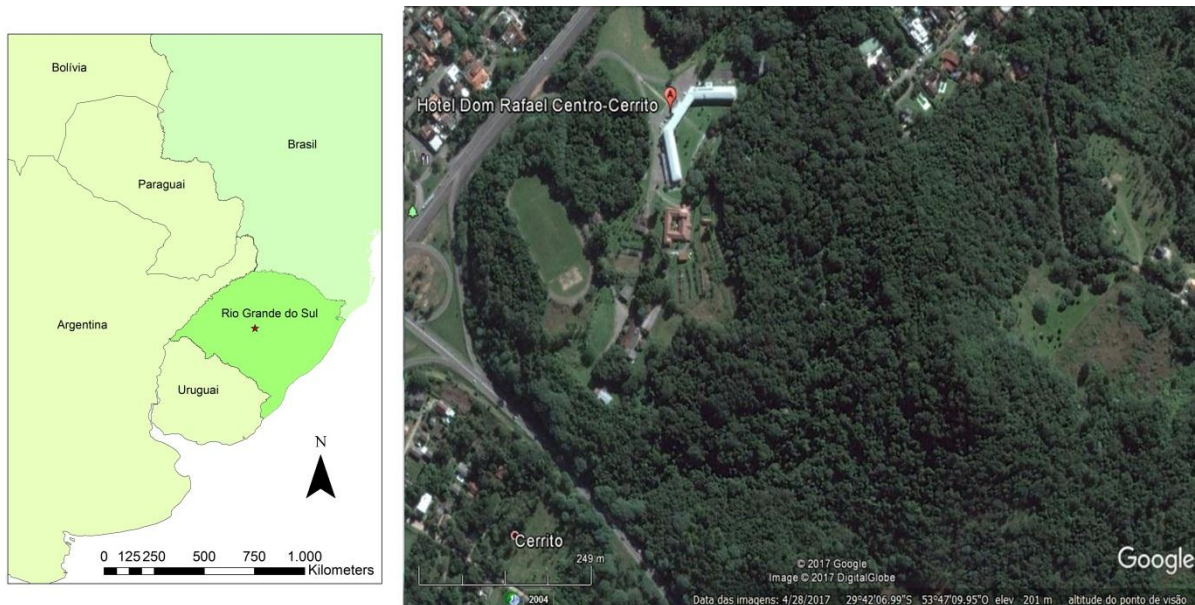 Bolívia
Brasil
Paraguai
Argentina
Rio Grande do Sul
Uruguai
N
0 125 250 500 750 1.000
Kilometers
Hotel Dom Rafael Centro-Cerrito
A
Cerrito
249 m
© 2017 Google
Image © 2017 DigitalGlobe
Google
2004
Data das imagens: 4/28/2017 29°42'06.99"S 53°47'09.95"O elev 201 m altitude do ponto de visão